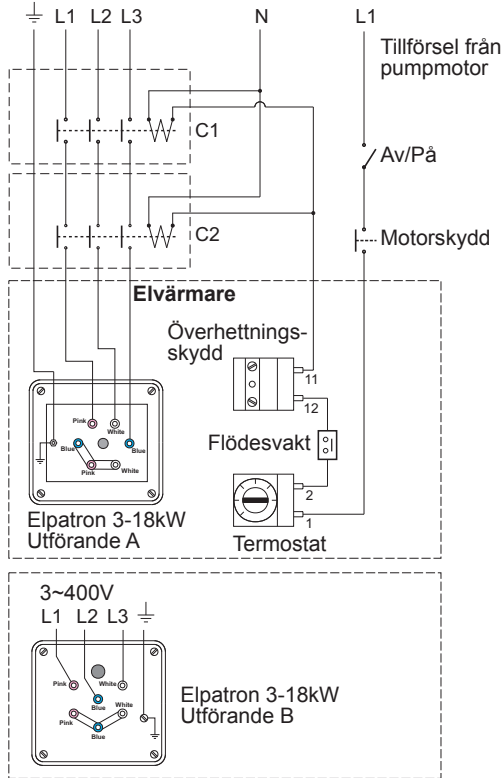 L1 L2 L3 N L1
Tillförsel från
pumpmotor
C1
Av/På
C2
Motorskydd
Elvärmare
Överhettnings-
skydd
11
12
Flödesvakt
2
1
Termostat
Pink
White
Blue
Blue
Pink
White
Elpatron 3-18kW
Utförande A
3~400V
L1 L2 L3
Pink
White
Blue
Pink
White
Blue
Elpatron 3-18kW
Utförande B